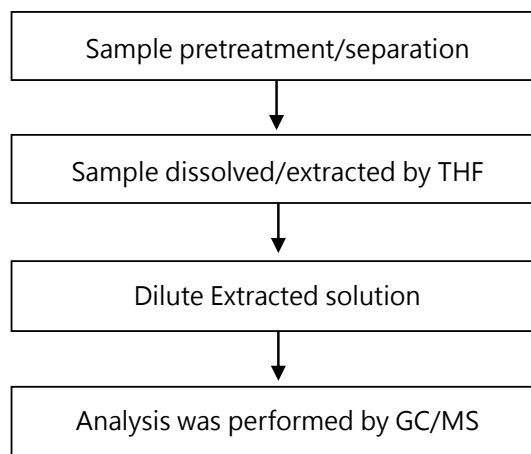 Sample pretreatment/separation
Sample dissolved/extracted by THF
Dilute Extracted solution
Analysis was performed by GC/MS